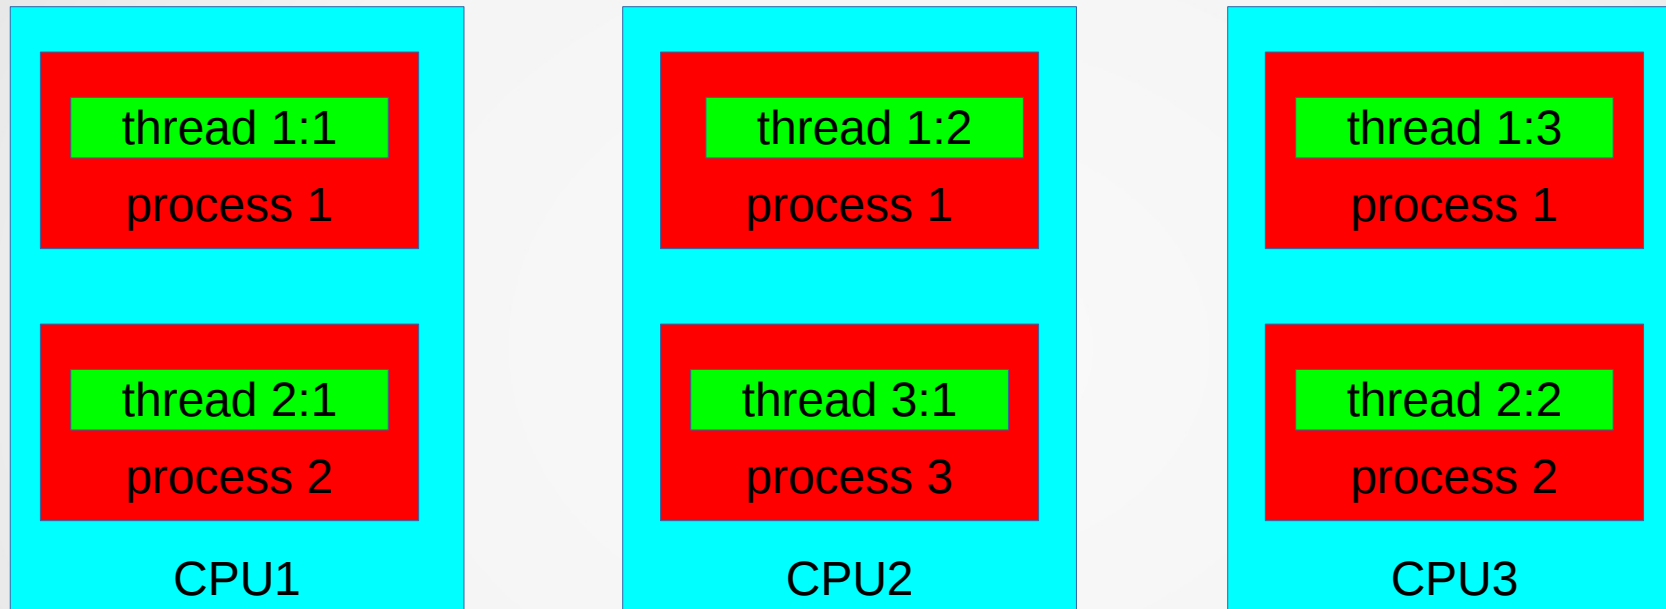 thread 1:1
process 1
thread 2:1
process 2
CPU1
thread 1:2
process 1
thread 3:1
process 3
CPU2
thread 1:3
process 1
thread 2:2
process 2
CPU3